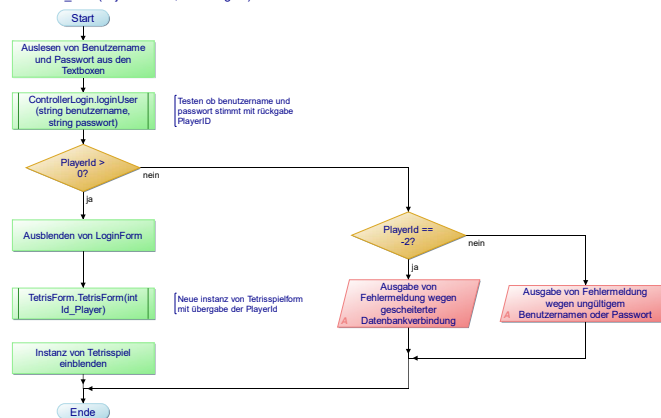 Start
Auslesen von Benutzername
und Passwort aus den
Textboxen
ControllerLogin.loginUser
(string benutzername,
string passwort)
Testen ob benutzername und
passwort stimmt mit rückgabe
PlayerID
PlayerId >
0?
nein
ja
Ausblenden von LoginForm
PlayerId ==
-2?
nein
ja
TetrisForm.TetrisForm(int
Id_Player)
Neue instanz von Tetrisspielform
mit übergabe der PlayerId
Ausgabe von
Fehlermeldung wegen
gescheiterter
Datenbankverbindung
A
Ausgabe von Fehlermeldung
wegen ungültigem
Benutzernamen oder Passwort
A
Instanz von Tetrisspiel
einblenden
Ende